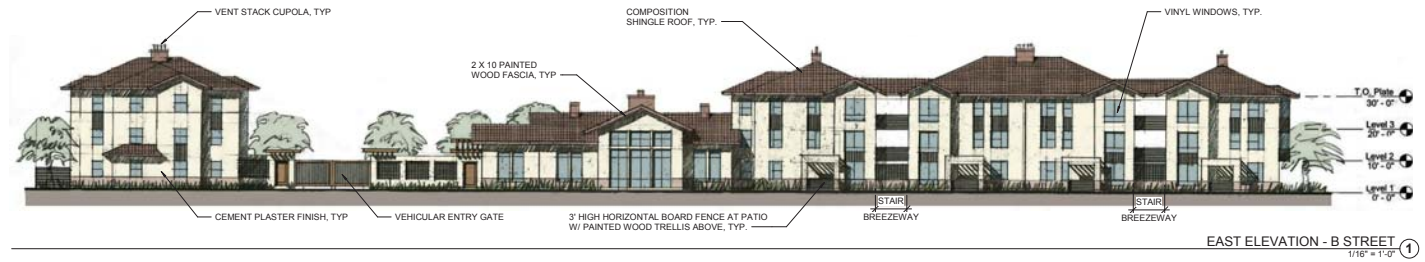 VENT STACK CUPOLA, TYP
COMPOSITION
SHINGLE ROOF, TYP.
VINYL WINDOWS, TYP.
2 X 10 PAINTED
WOOD FASCIA, TYP
T.O. Plate
30' - 0"
Level 3
20' - 0"
Level 2
10' - 0"
Level 1
0' - 0"
CEMENT PLASTER FINISH, TYP
VEHICULAR ENTRY GATE
3' HIGH HORIZONTAL BOARD FENCE AT PATIO
W/ PAINTED WOOD TRELLIS ABOVE, TYP.
STAIR
BREEZEWAY
STAIR
BREEZEWAY
EAST ELEVATION - B STREET
1/16" = 1'-0"
1